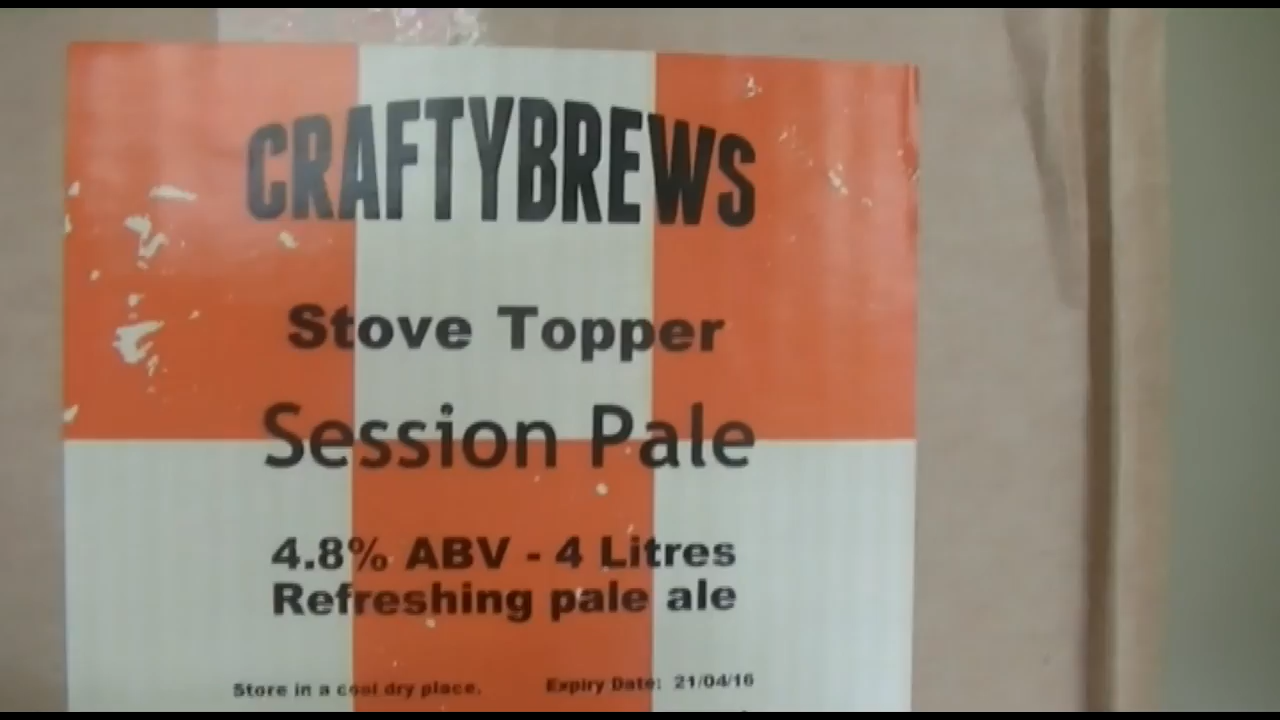 CRAFTYBREWS
Stove Topper
Session Pale
4.8% ABV - 4 Litres
Refreshing pale ale
Store in a cool dry place. Expiry Date: 21/04/16